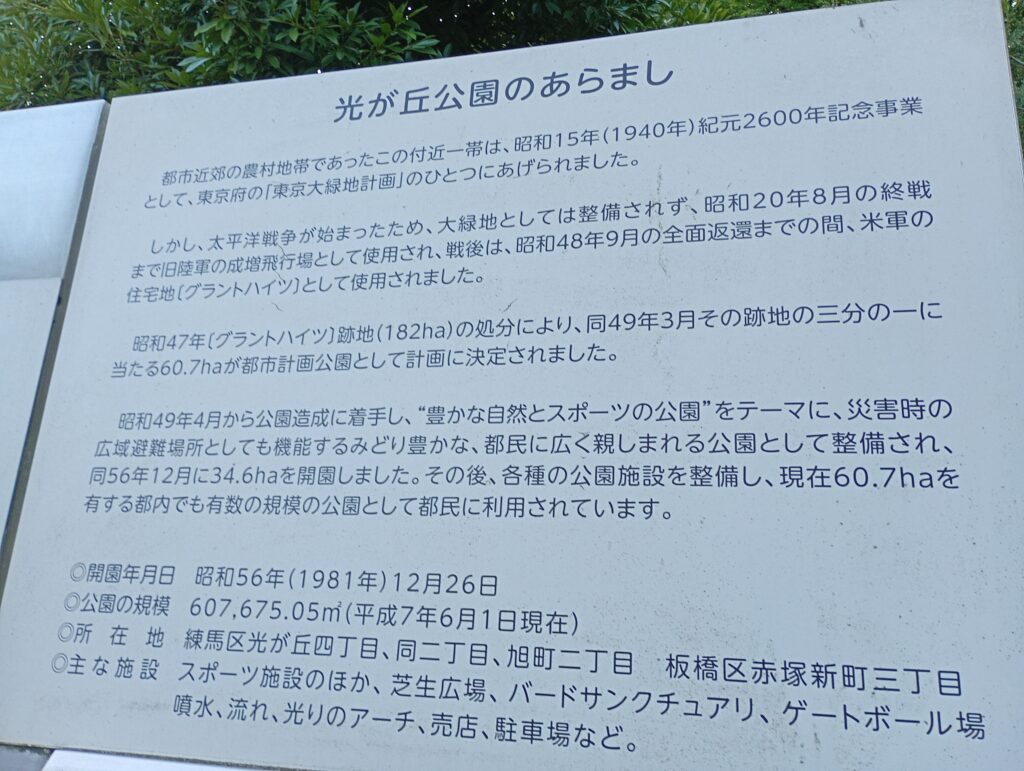 光が丘公園のあらまし
都市近郊の農村地帯であったこの付近一帯は、昭和15年(1940年)紀元2600年記念事業
として、東京府の「東京大緑地計画」のひとつにあげられました。
しかし、太平洋戦争が始まったため、大緑地としては整備されず、昭和20年8月の終戦
まで旧陸軍の成増飛行場として使用され、戦後は、昭和48年9月の全面返還までの間、米軍の
住宅地〔グラントハイツ〕として使用されました。
昭和47年〔グラントハイツ〕跡地(182ha)の処分により、同49年3月その跡地の三分の一に
当たる60.7haが都市計画公園として計画に決定されました。
昭和49年4月から公園造成に着手し、“豊かな自然とスポーツの公園”をテーマに、災害時の
広域避難場所としても機能するみどり豊かな、都民に広く親しまれる公園として整備され、
同56年12月に34.6haを開園しました。その後、各種の公園施設を整備し、現在60.7haを
有する都内でも有数の規模の公園として都民に利用されています。
◎開園年月日 昭和56年(1981年)12月26日
◎公園の規模 607,675.05㎡(平成7年6月1日現在)
◎所在地 練馬区光が丘四丁目、同二丁目、旭町二丁目 板橋区赤塚新町三丁目
◎主な施設 スポーツ施設のほか、芝生広場、バードサンクチュアリ、ゲートボール場
噴水、流れ、光りのアーチ、売店、駐車場など。